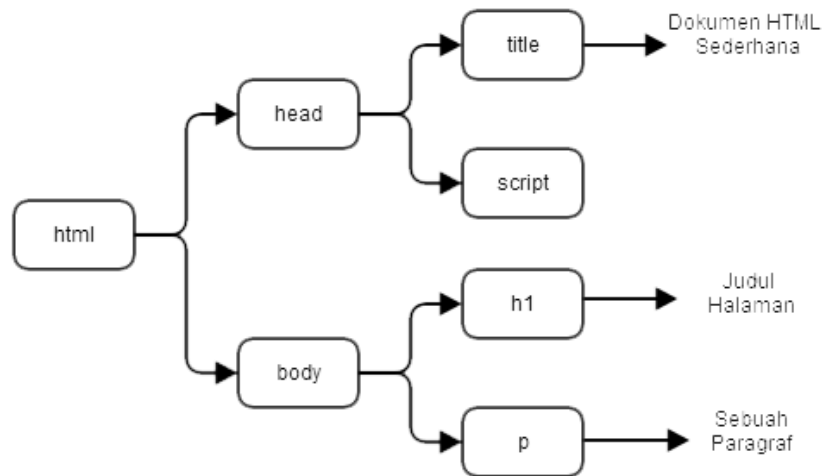 html
head
title
Dokumen HTML
Sederhana
script
body
h1
Judul
Halaman
p
Sebuah
Paragraf